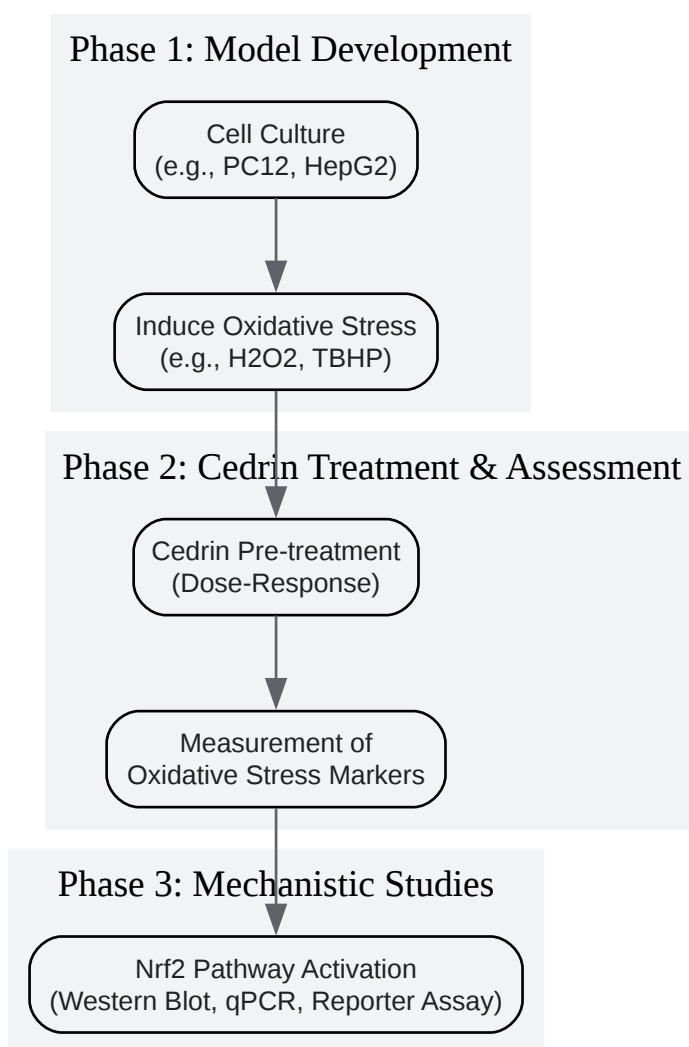 Phase 1: Model Development
Cell Culture
(e.g., PC12, HepG2)
Induce Oxidative Stress
(e.g., H2O2, TBHP)
Phase 2: Cedrin Treatment & Assessment
Cedrin Pre-treatment
(Dose-Response)
Measurement of
Oxidative Stress Markers
Phase 3: Mechanistic Studies
Nrf2 Pathway Activation
(Western Blot, qPCR, Reporter Assay)